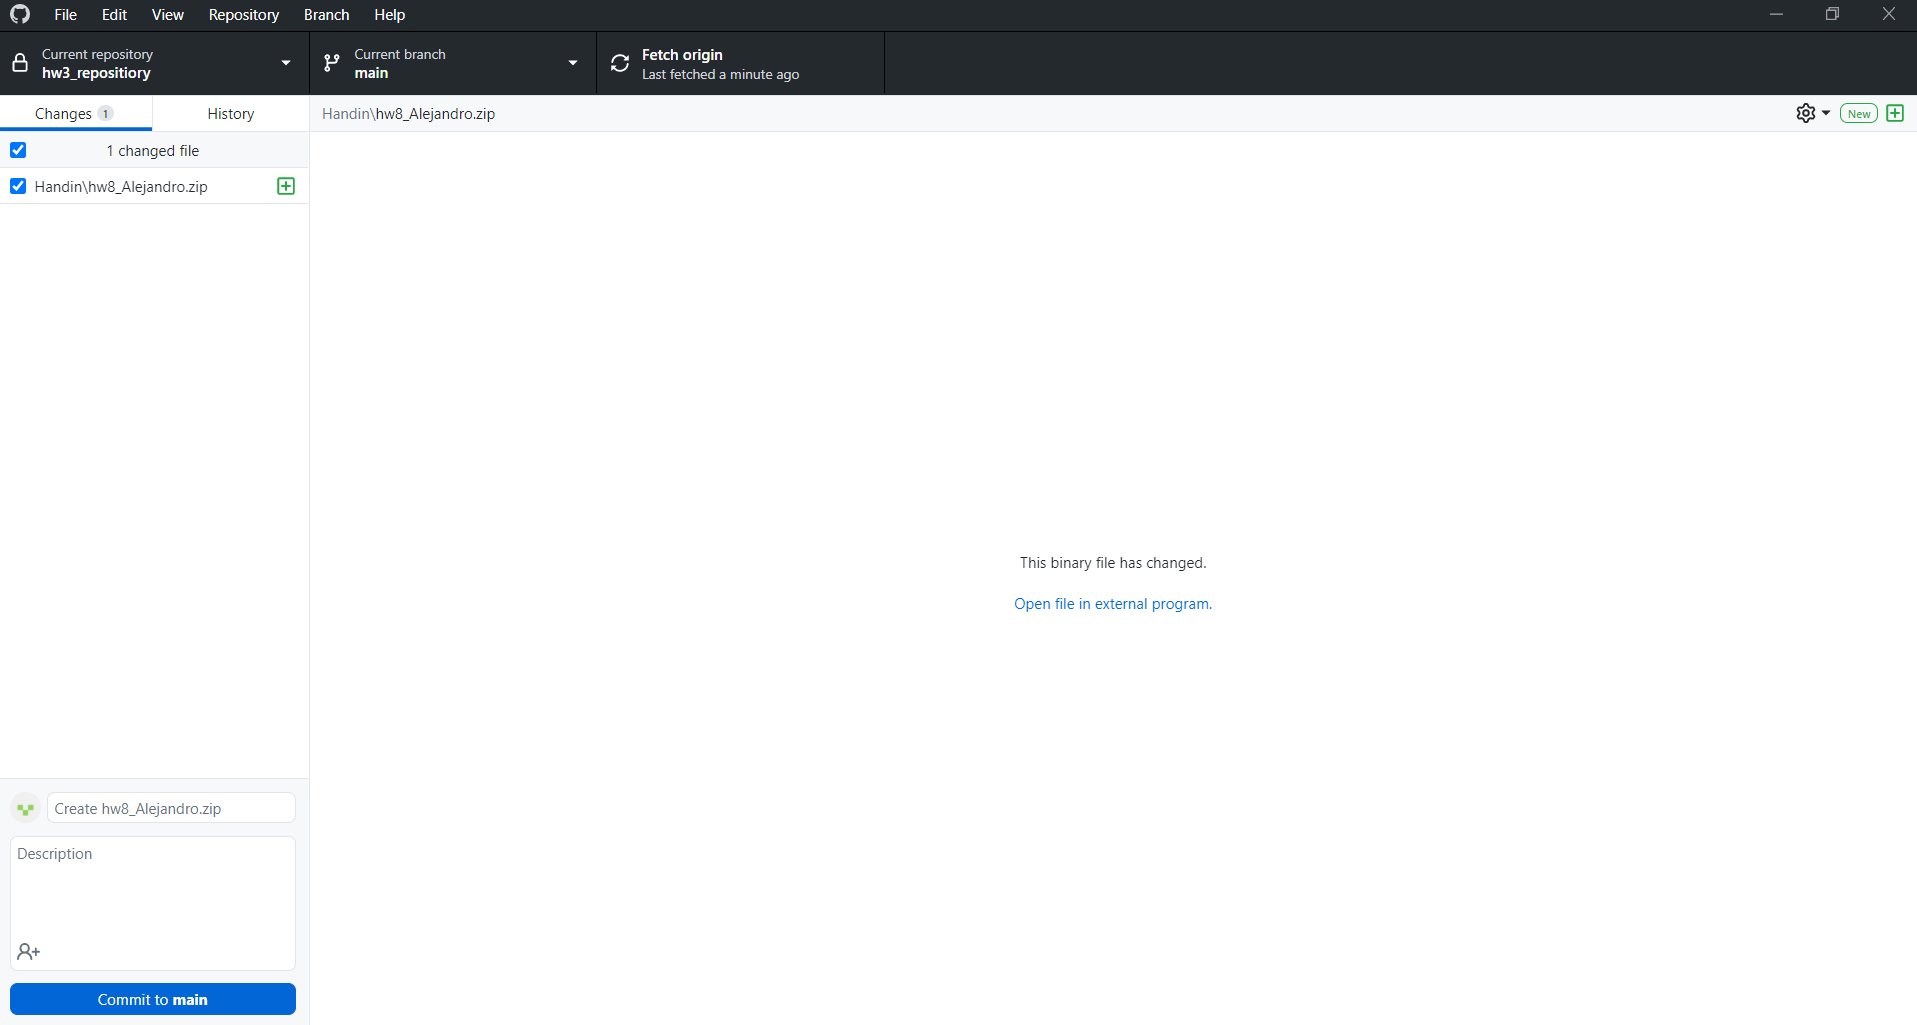 File Edit View Repository Branch Help
Current repository
hw3_repositiory
Current branch
main
Fetch origin
Last fetched a minute ago
Changes 1
History
Handin\hw8_Alejandro.zip
New
1 changed file
Handin\hw8_Alejandro.zip
This binary file has changed.
Open file in external program.
Create hw8_Alejandro.zip
Description
Commit to main